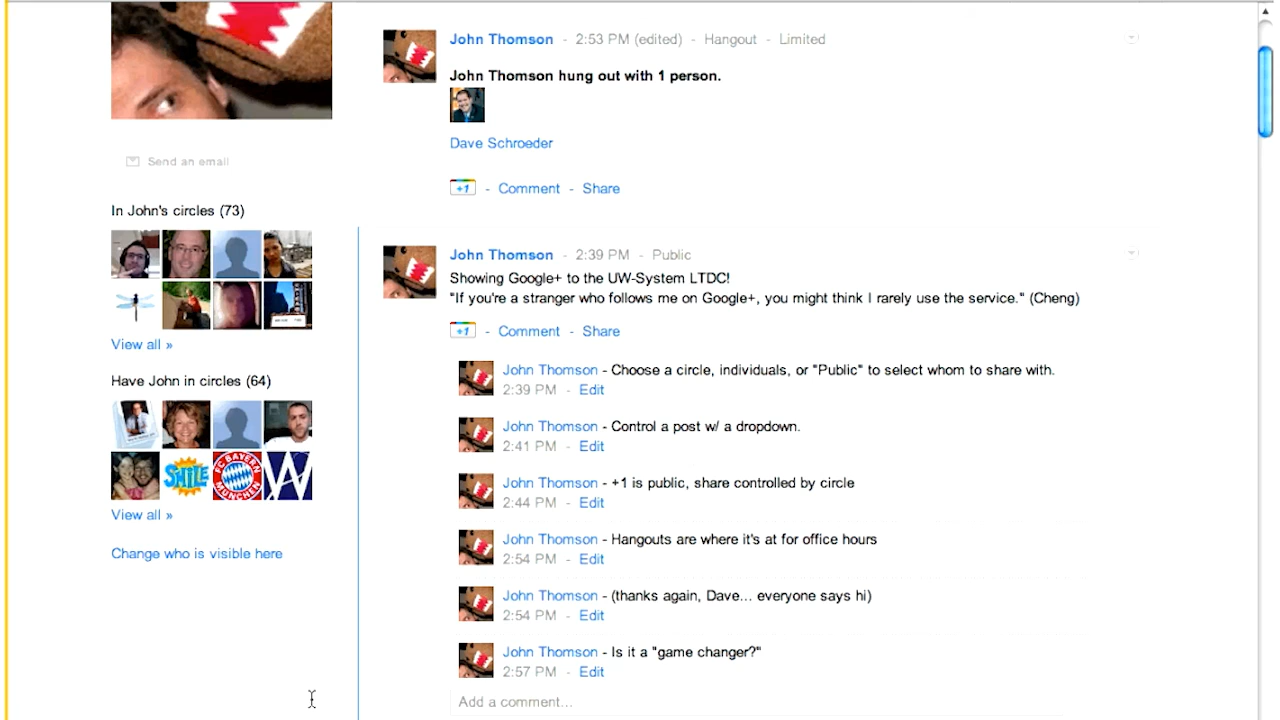 John Thomson - 2:53 PM (edited) - Hangout - Limited
John Thomson hung out with 1 person.
Dave Schroeder
+1 - Comment - Share
Send an email
In John's circles (73)
View all »
Have John in circles (64)
SMILE
FC BAYERN
MÜNCHEN
W
View all »
Change who is visible here
John Thomson - 2:39 PM - Public
Showing Google+ to the UW-System LTDC!
"If you're a stranger who follows me on Google+, you might think I rarely use the service." (Cheng)
+1 - Comment - Share
John Thomson - Choose a circle, individuals, or "Public" to select whom to share with.
2:39 PM - Edit
John Thomson - Control a post w/ a dropdown.
2:41 PM - Edit
John Thomson - +1 is public, share controlled by circle
2:44 PM - Edit
John Thomson - Hangouts are where it's at for office hours
2:54 PM - Edit
John Thomson - (thanks again, Dave... everyone says hi)
2:54 PM - Edit
John Thomson - Is it a "game changer?"
2:57 PM - Edit
Add a comment...